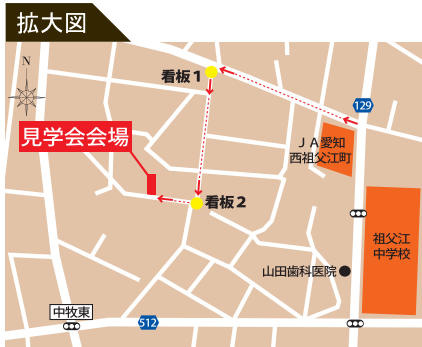 拡大図
N
看板1
129
見学会会場
JA愛知
西祖父江町
看板2
祖父江
中学校
山田歯科医院
中牧東
512